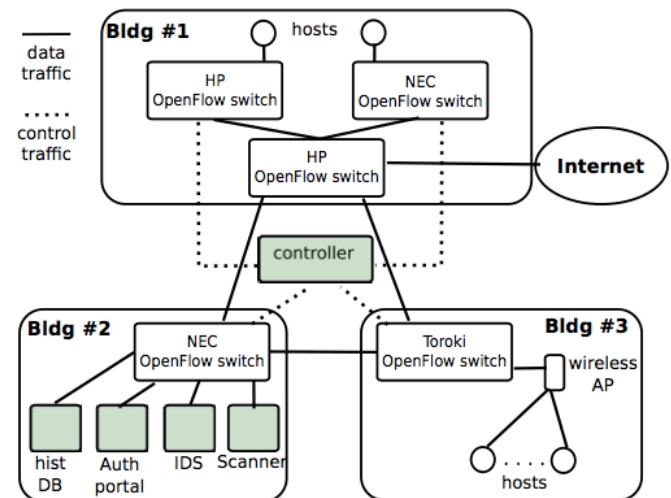 data
traffic
control
traffic
Bldg #1
hosts
HP
OpenFlow switch
NEC
OpenFlow switch
HP
OpenFlow switch
Internet
controller
Bldg #2
NEC
OpenFlow switch
hist
DB
Auth
portal
IDS
Scanner
Bldg #3
Toroki
OpenFlow switch
wireless
AP
hosts